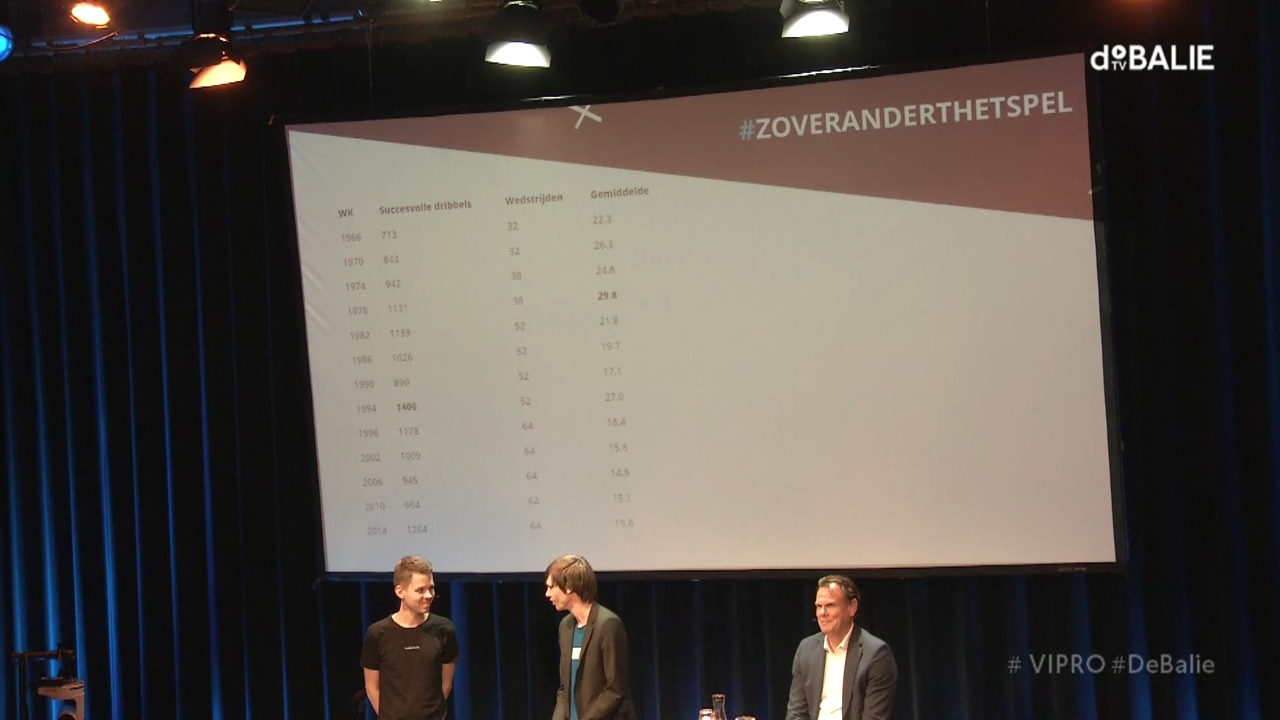 doBALIE
TV
#ZOVERANDERTHETSPEL
WK Succesvolle dribbels Wedstrijden Gemiddelde
1966 713 32 22.3
1970 843 32 26.3
1974 942 38 24.8
1978 1131 38 29.8
1982 1133 52 21.8
1986 1026 52 19.7
1990 890 52 17.1
1994 1406 52 27.0
1998 1178 64 18.4
2002 1009 64 15.5
2006 945 64 14.8
2010 964 64 15.1
2014 1264 64 19.8
# VIPRO #DeBalie